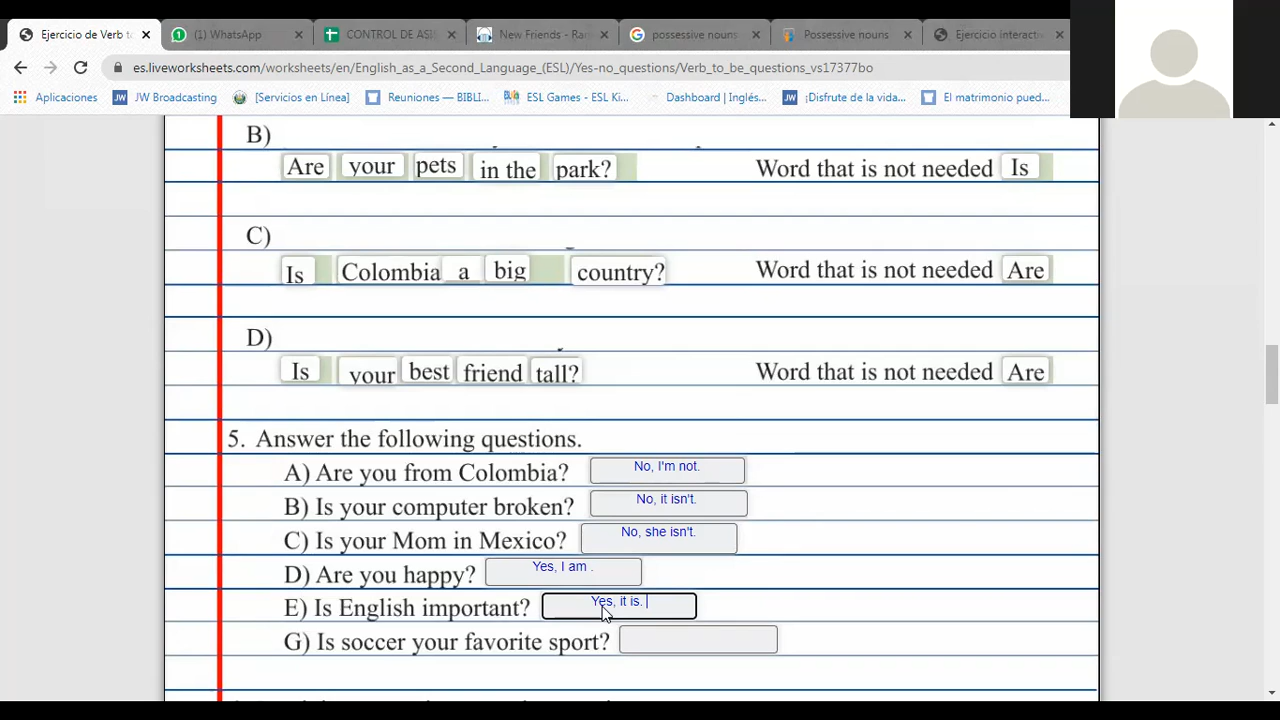 Ejercicio de Verb to
(1) WhatsApp
CONTROL DE ASI
New Friends - Ran
possessive nouns
Possessive nouns
Ejercicio interactiv
es.liveworksheets.com/worksheets/en/English_as_a_Second_Language_(ESL)/Yes-no_questions/Verb_to_be_questions_vs17377bo
Aplicaciones
JW Broadcasting
[Servicios en Línea]
Reuniones — BIBLI...
ESL Games - ESL Ki...
Dashboard | Inglés...
¡Disfrute de la vida...
El matrimonio pued...
B)
Are your pets in the park? Word that is not needed Is
C)
Is Colombia a big country? Word that is not needed Are
D)
Is your best friend tall? Word that is not needed Are
5. Answer the following questions.
A) Are you from Colombia? No, I'm not.
B) Is your computer broken? No, it isn't.
C) Is your Mom in Mexico? No, she isn't.
D) Are you happy? Yes, I am .
E) Is English important? Yes, it is.
G) Is soccer your favorite sport?